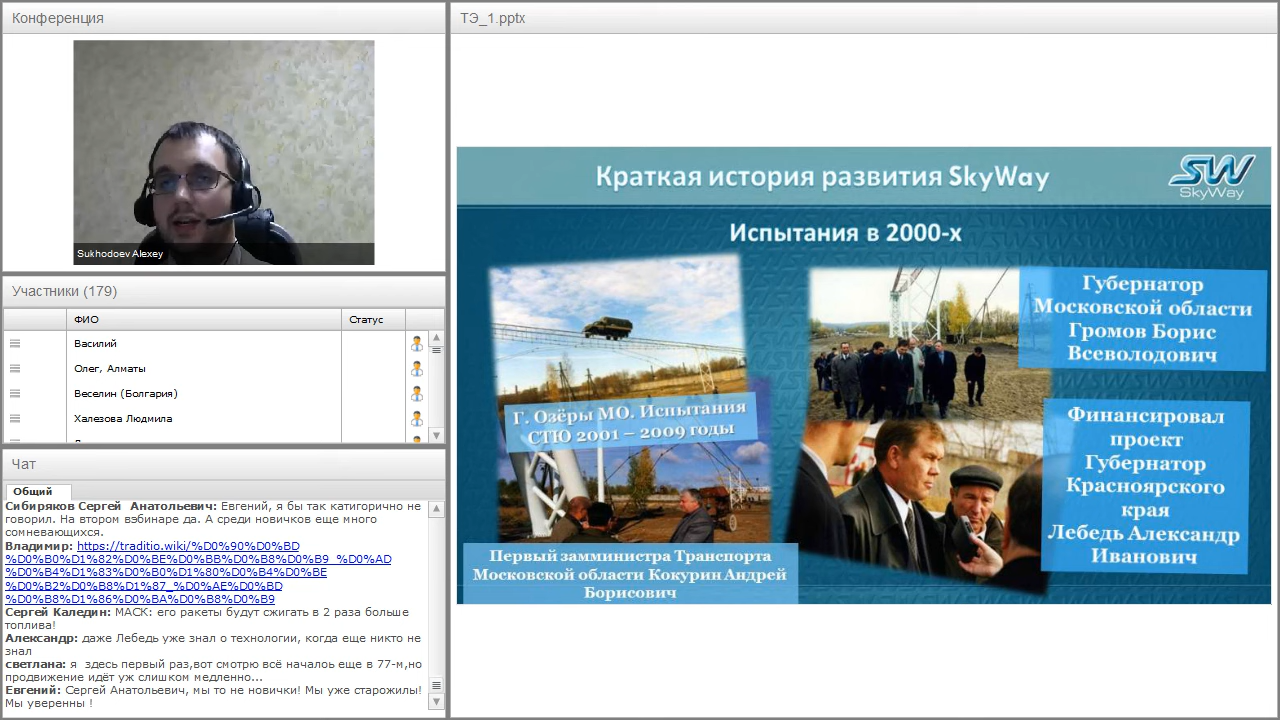 Конференция
Sukhodoev Alexey
Участники (179)
ФИО
Статус
Василий
Олег, Алматы
Веселин (Болгария)
Халезова Людмила
Чат
Общий
Сибиряков Сергей Анатольевич: Евгений, я бы так катигорично не
говорил. На втором вэбинаре да. А среди новичков еще много
сомневающихся.
Владимир: https://traditio.wiki/%D0%90%D0%BD
%D0%B0%D1%82%D0%BE%D0%BB%D0%B8%D0%B9_%D0%AD
%D0%B4%D1%83%D0%B0%D1%80%D0%B4%D0%BE
%D0%B2%D0%B8%D1%87_%D0%AE%D0%BD
%D0%B8%D1%86%D0%BA%D0%B8%D0%B9
Сергей Каледин: МАСК: его ракеты будут сжигать в 2 раза больше
топлива!
Александр: даже Лебедь уже знал о технологии, когда еще никто не
знал
светлана: я здесь первый раз,вот смотрю всё началоь еще в 77-м,но
продвижение идёт уж слишком медленно...
Евгений: Сергей Анатольевич, мы то не новички! Мы уже старожилы!
Мы уверенны !
ТЭ_1.pptx
Краткая история развития SkyWay
SW
SkyWay
Испытания в 2000-х
Г. Озёры МО. Испытания
СТЮ 2001 – 2009 годы
Первый замминистра Транспорта
Московской области Кокурин Андрей
Борисович
Губернатор
Московской области
Громов Борис
Всеволодович
Финансировал
проект
Губернатор
Красноярского
края
Лебедь Александр
Иванович